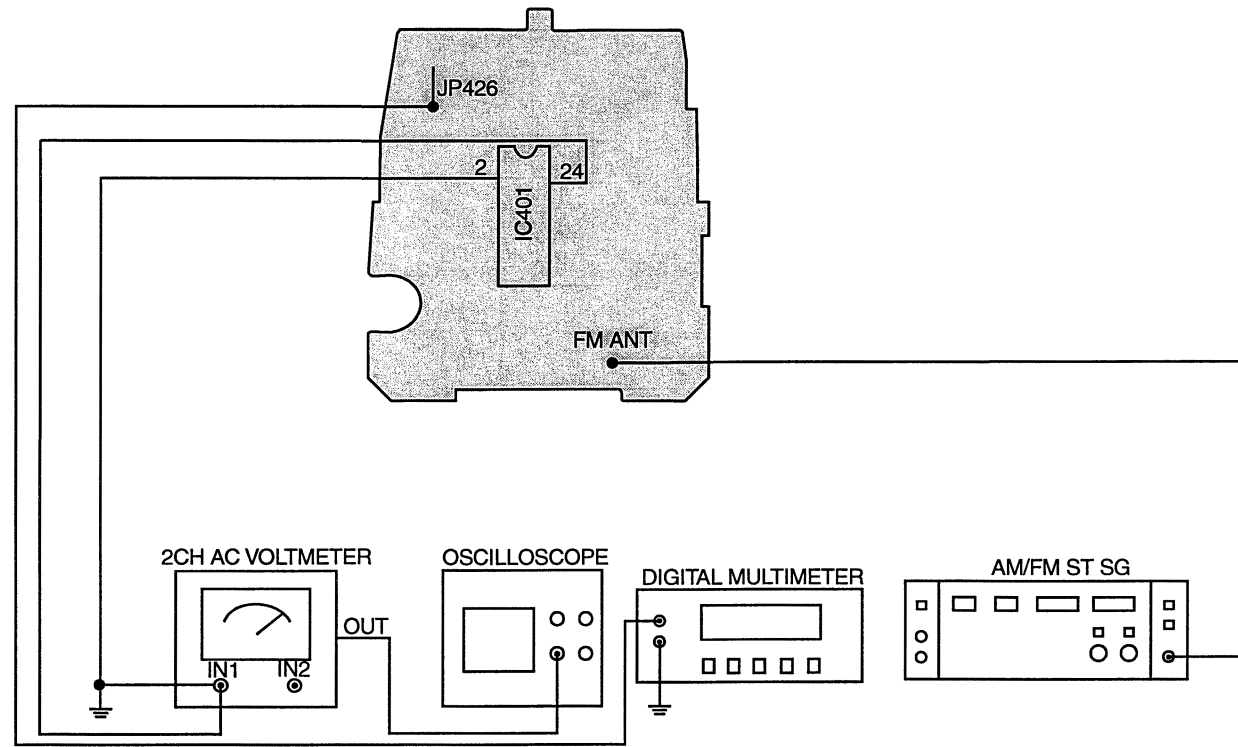 JP426
2
24
IC401
FM ANT
2CH AC VOLTMETER
OSCILLOSCOPE
DIGITAL MULTIMETER
AM/FM ST SG
OUT
IN1
IN2